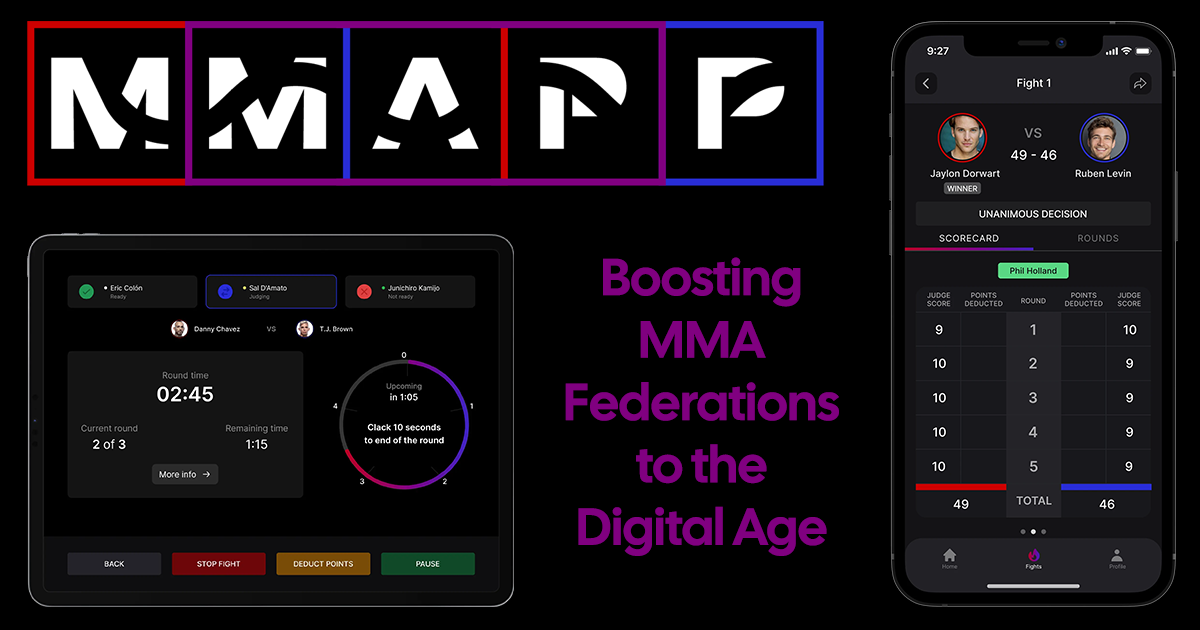 MMAPP
Eric Colón
Ready
Sal D'Amato
Judging
Junichiro Kamijo
Not ready
Danny Chavez VS T.J. Brown
Round time
02:45
Current round
2 of 3
Remaining time
1:15
More info →
0
1
2
3
4
Upcoming
in 1:05
Clack 10 seconds
to end of the round
BACK
STOP FIGHT
DEDUCT POINTS
PAUSE
Boosting
MMA
Federations
to the
Digital Age
9:27
Fight 1
VS
49 - 46
Jaylon Dorwart
WINNER
Ruben Levin
UNANIMOUS DECISION
SCORECARD ROUNDS
Phil Holland
JUDGE SCORE POINTS DEDUCTED ROUND POINTS DEDUCTED JUDGE SCORE
9 1 10
10 2 9
10 3 9
10 4 9
10 5 9
49 TOTAL 46
Home Fights Profile